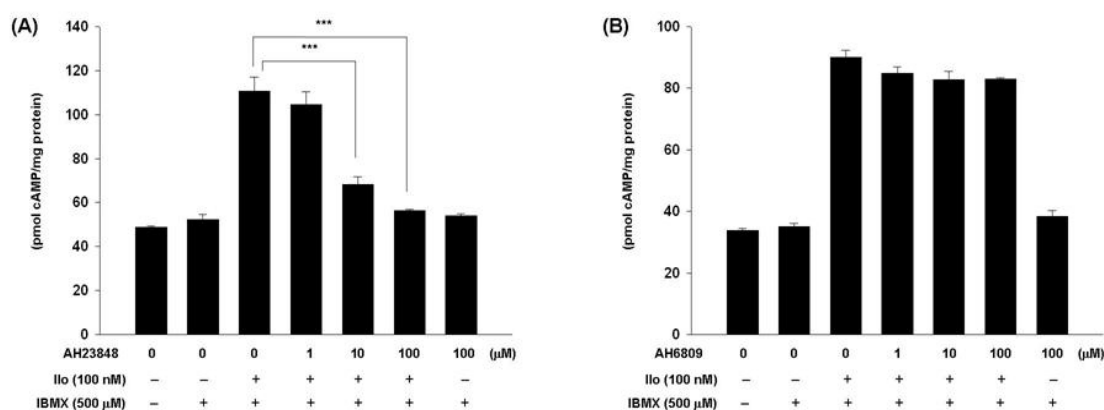 (A)
(pmol cAMP/mg protein)
140
120
100
80
60
40
20
0
***
***
AH23848 0 0 0 1 10 100 100 (μM)
Ilo (100 nM) – – + + + + –
IBMX (500 μM) – + + + + + +
(B)
(pmol cAMP/mg protein)
100
80
60
40
20
0
AH6809 0 0 0 1 10 100 100 (μM)
Ilo (100 nM) – – + + + + –
IBMX (500 μM) – + + + + + +